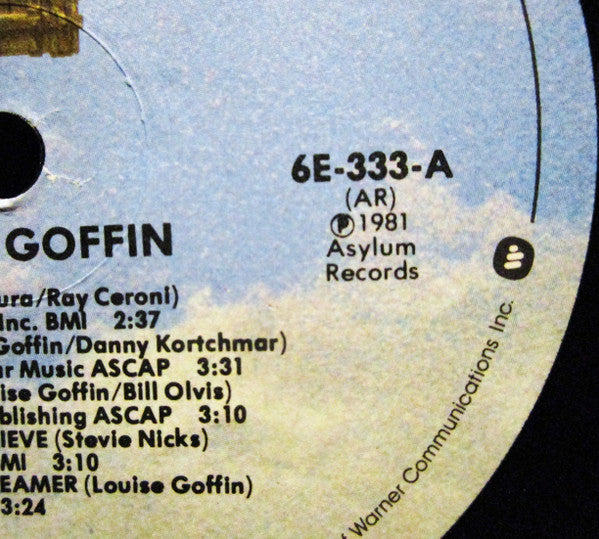 6E-333-A
(AR)
Ⓟ1981
Asylum
Records
GOFFIN
ura/Ray Ceroni)
Inc. BMI 2:37
Goffin/Danny Kortchmar)
ar Music ASCAP 3:31
ise Goffin/Bill Olvis)
blishing ASCAP 3:10
IEVE (Stevie Nicks)
MI 3:10
EAMER (Louise Goffin)
3:24
f Warner Communications Inc.